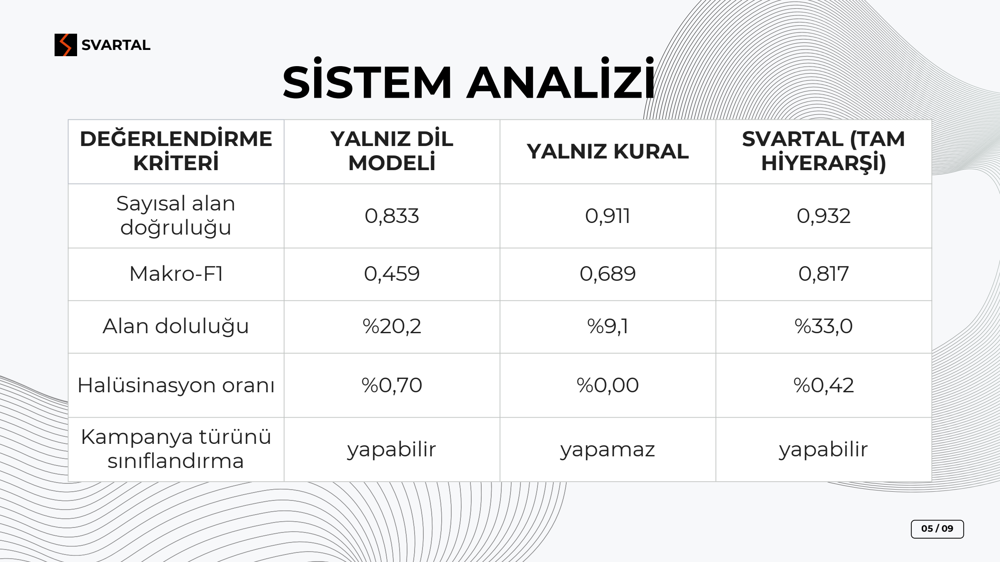 SVARTAL
SİSTEM ANALİZİ
DEĞERLENDİRME
KRİTERİ
YALNIZ DİL
MODELİ
YALNIZ KURAL
SVARTAL (TAM
HİYERARŞİ)
Sayısal alan
doğruluğu
0,833
0,911
0,932
Makro-F1
0,459
0,689
0,817
Alan doluluğu
%20,2
%9,1
%33,0
Halüsinasyon oranı
%0,70
%0,00
%0,42
Kampanya türünü
sınıflandırma
yapabilir
yapamaz
yapabilir
05 / 09